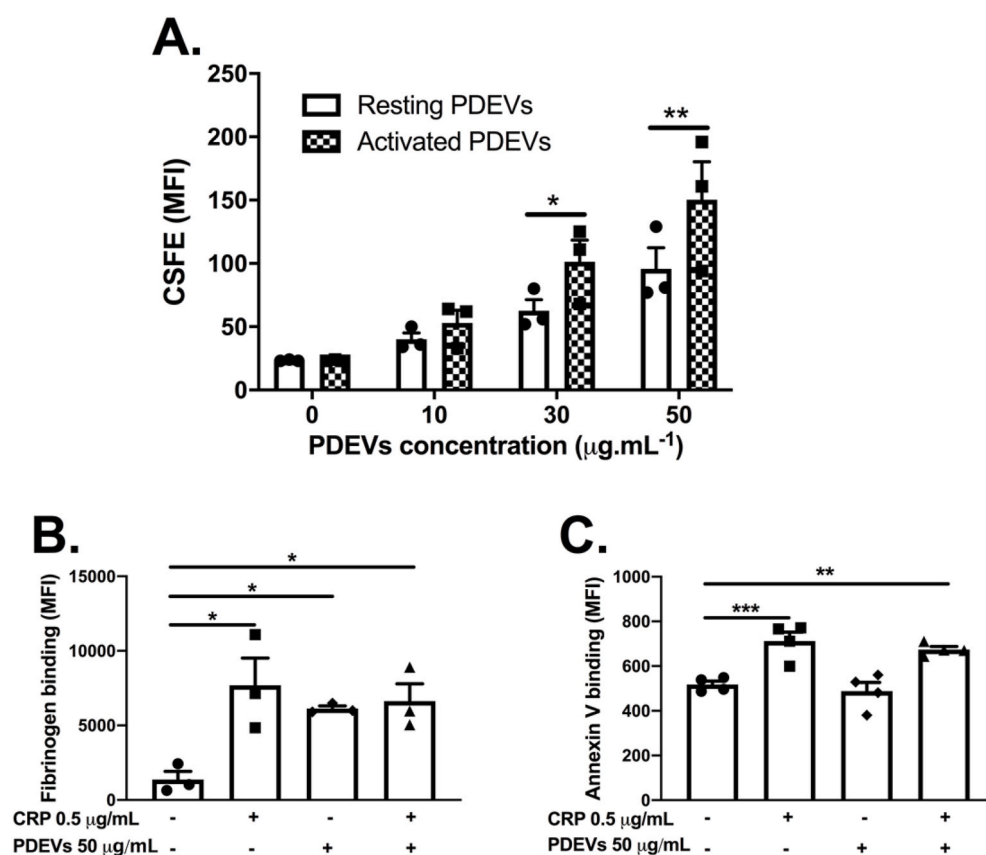 A.
250
200
150
100
50
0
CSFE (MFI)
Resting PDEVs
Activated PDEVs
*
**
0 10 30 50
PDEVs concentration (μg.mL⁻¹)
B.
15000
10000
5000
0
Fibrinogen binding (MFI)
*
*
*
CRP 0.5 μg/mL - + - +
PDEVs 50 μg/mL - - + +
C.
1000
800
600
400
200
0
Annexin V binding (MFI)
**
***
CRP 0.5 μg/mL - + - +
PDEVs 50 μg/mL - - + +